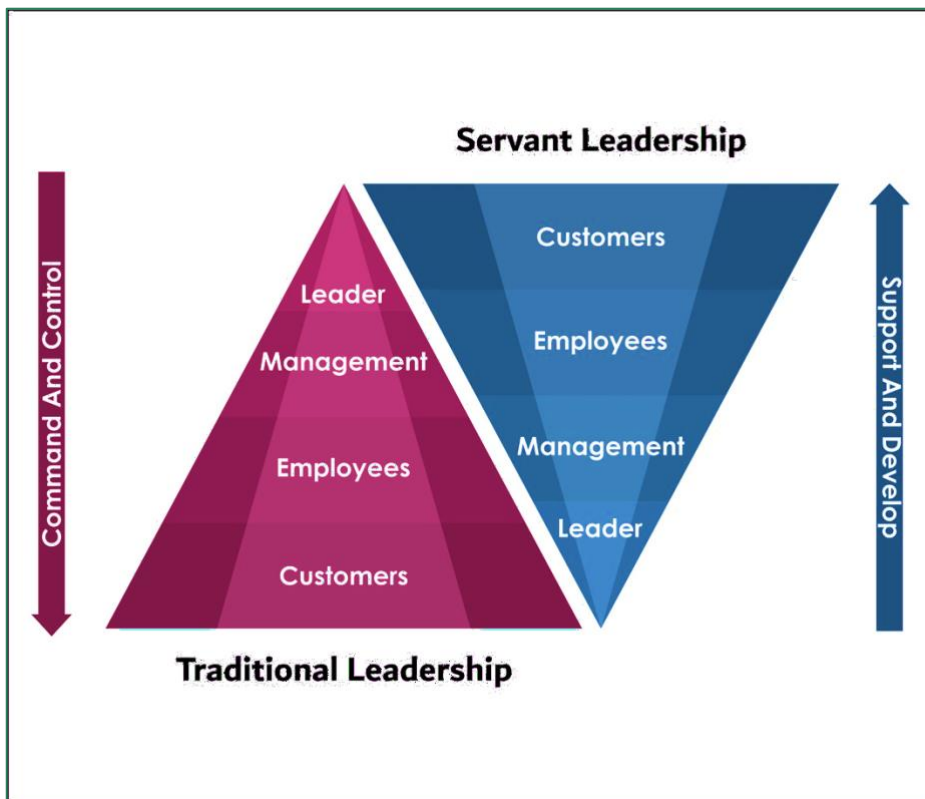 Servant Leadership
Command And Control
Leader
Management
Employees
Customers
Customers
Employees
Management
Leader
Support And Develop
Traditional Leadership